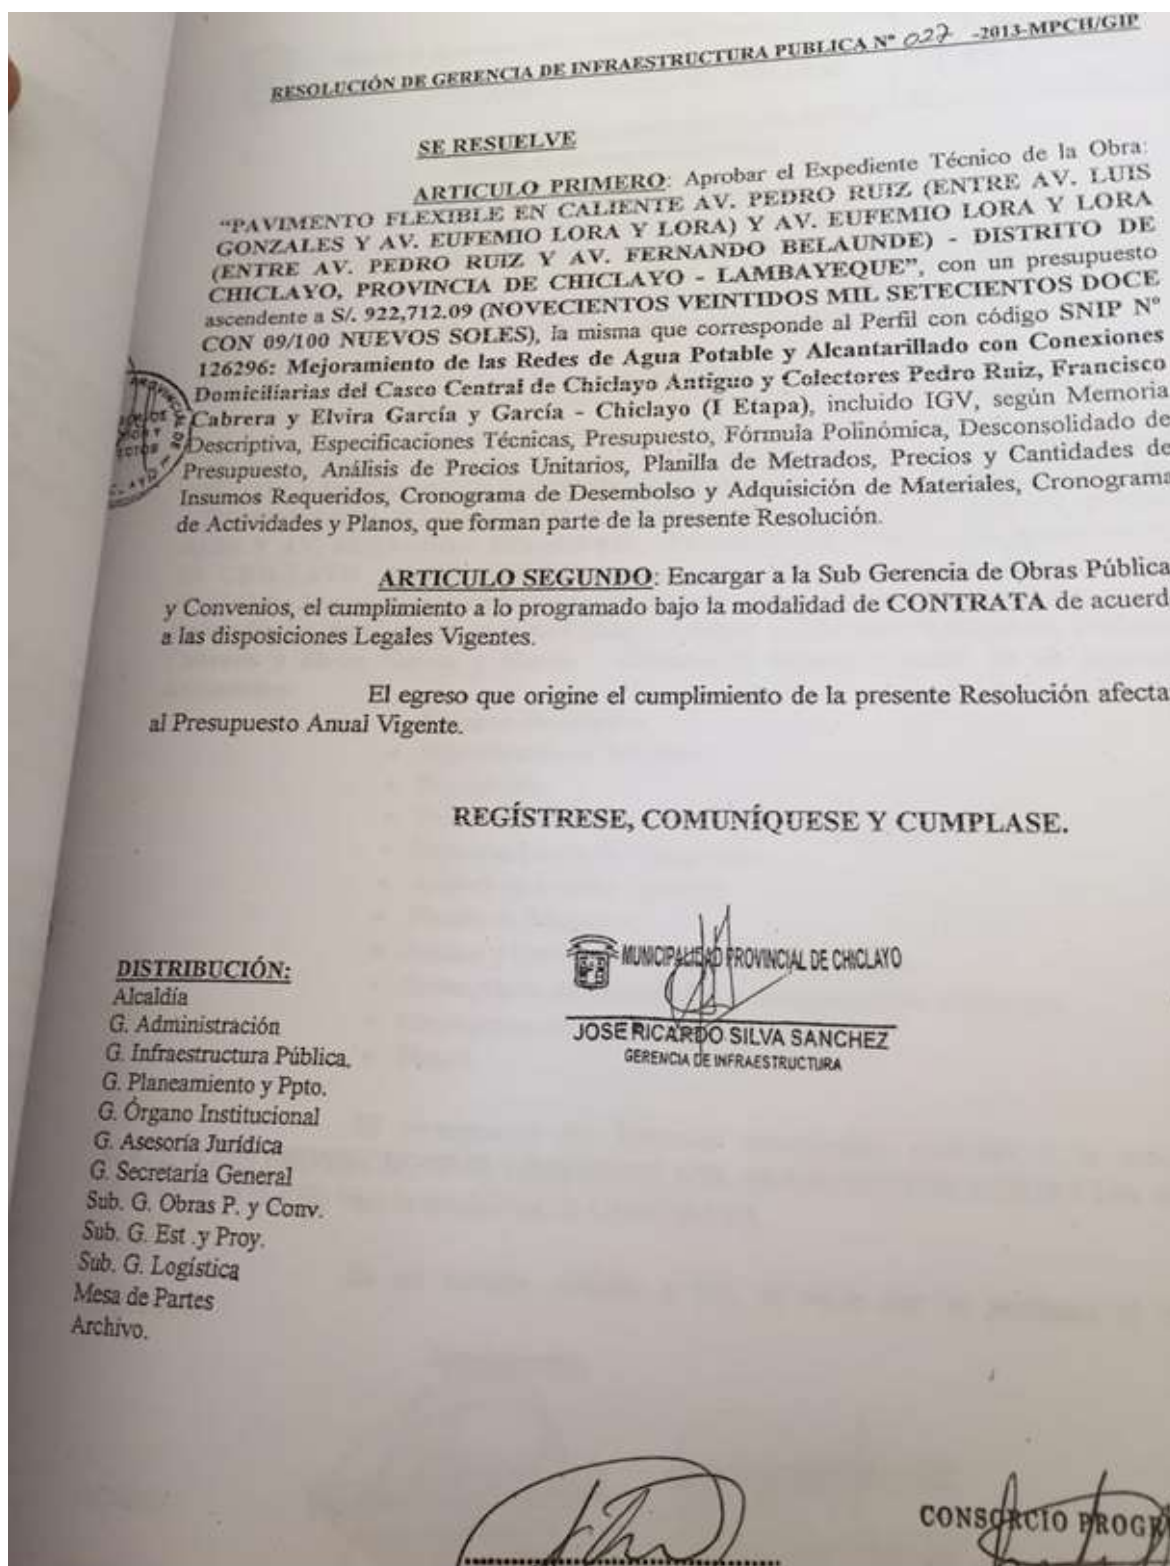 RESOLUCIÓN DE GERENCIA DE INFRAESTRUCTURA PUBLICA N° 027 -2013-MPCH/GIP
SE RESUELVE
ARTICULO PRIMERO: Aprobar el Expediente Técnico de la Obra:
“PAVIMENTO FLEXIBLE EN CALIENTE AV. PEDRO RUIZ (ENTRE AV. LUIS
GONZALES Y AV. EUFEMIO LORA Y LORA) Y AV. EUFEMIO LORA Y LORA
(ENTRE AV. PEDRO RUIZ Y AV. FERNANDO BELAUNDE) - DISTRITO DE
CHICLAYO, PROVINCIA DE CHICLAYO - LAMBAYEQUE”, con un presupuesto
ascendente a S/. 922,712.09 (NOVECIENTOS VEINTIDOS MIL SETECIENTOS DOCE
CON 09/100 NUEVOS SOLES), la misma que corresponde al Perfil con código SNIP N°
126296: Mejoramiento de las Redes de Agua Potable y Alcantarillado con Conexiones
Domiciliarias del Casco Central de Chiclayo Antiguo y Colectores Pedro Ruiz, Francisco
Cabrera y Elvira García y García - Chiclayo (I Etapa), incluido IGV, según Memoria
Descriptiva, Especificaciones Técnicas, Presupuesto, Fórmula Polinómica, Desconsolidado de
Presupuesto, Análisis de Precios Unitarios, Planilla de Metrados, Precios y Cantidades de
Insumos Requeridos, Cronograma de Desembolso y Adquisición de Materiales, Cronograma
de Actividades y Planos, que forman parte de la presente Resolución.
ARTICULO SEGUNDO: Encargar a la Sub Gerencia de Obras Pública
y Convenios, el cumplimiento a lo programado bajo la modalidad de CONTRATA de acuerd
a las disposiciones Legales Vigentes.
El egreso que origine el cumplimiento de la presente Resolución afecta
al Presupuesto Anual Vigente.
REGÍSTRESE, COMUNÍQUESE Y CUMPLASE.
MUNICIPALIDAD PROVINCIAL DE CHICLAYO
JOSE RICARDO SILVA SANCHEZ
GERENCIA DE INFRAESTRUCTURA
DISTRIBUCIÓN:
Alcaldía
G. Administración
G. Infraestructura Pública.
G. Planeamiento y Ppto.
G. Órgano Institucional
G. Asesoría Jurídica
G. Secretaría General
Sub. G. Obras P. y Conv.
Sub. G. Est .y Proy.
Sub. G. Logística
Mesa de Partes
Archivo.
CONSORCIO PROGR